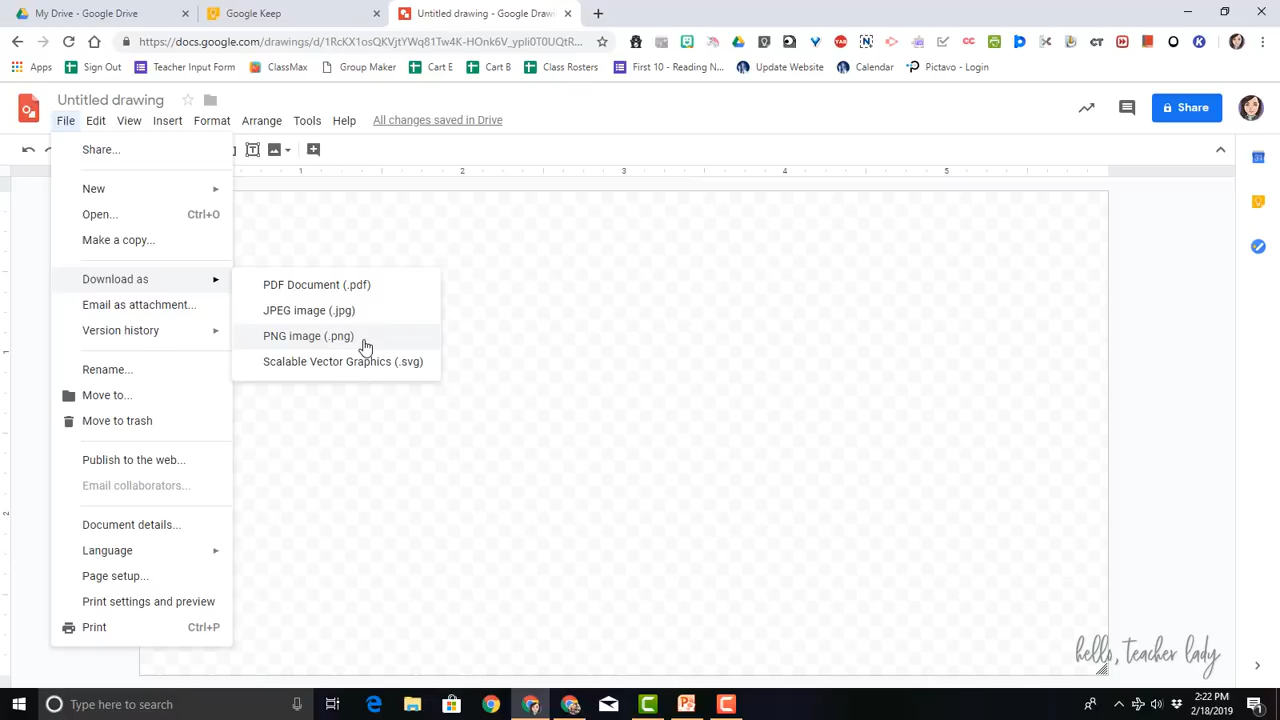 My Drive - Google Drive
Google Keep
Untitled drawing - Google Drawin
https://docs.google.com/drawings/d/1RcKX1osQKVitYWq81Tw4K-HOnk6V_ypIi0T0UQtR...
Apps
Sign Out
Teacher Input Form
ClassMax
Group Maker
Cart E
Cart B
Class Rosters
First 10 - Reading N...
Update Website
Calendar
Pictavo - Login
Untitled drawing
File Edit View Insert Format Arrange Tools Help All changes saved in Drive
Share
1 2 3 4 5
Share...
New
Open... Ctrl+O
Make a copy...
Download as
Email as attachment...
Version history
Rename...
Move to...
Move to trash
Publish to the web...
Email collaborators...
Document details...
Language
Page setup...
Print settings and preview
Print Ctrl+P
PDF Document (.pdf)
JPEG image (.jpg)
PNG image (.png)
Scalable Vector Graphics (.svg)
1
2
hello, teacher lady
Type here to search
2:22 PM
2/18/2019